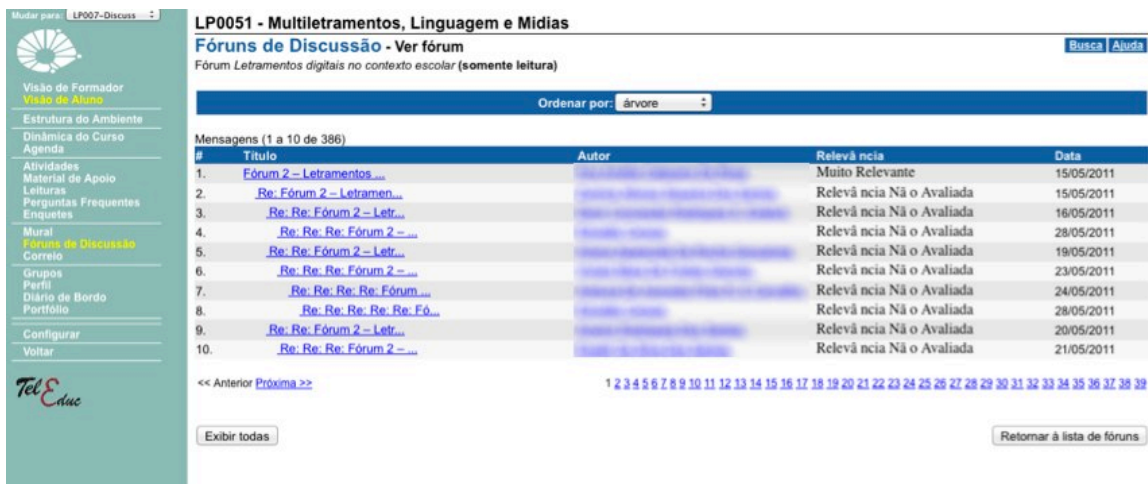 Mudar para: LP007-Discuss
Visão de Formador
Visão de Aluno
Estrutura do Ambiente
Dinâmica do Curso
Agenda
Atividades
Material de Apoio
Leituras
Perguntas Frequentes
Enquetes
Mural
Fóruns de Discussão
Correio
Grupos
Perfil
Diário de Bordo
Portfólio
Configurar
Voltar
TelEduc
LP0051 - Multiletramentos, Linguagem e Midias
Fóruns de Discussão - Ver fórum
Busca Ajuda
Fórum Letramentos digitais no contexto escolar (somente leitura)
Ordenar por: árvore
Mensagens (1 a 10 de 386)
# Título Autor Relevâ ncia Data
1. Fórum 2 – Letramentos ... Muito Relevante 15/05/2011
2. Re: Fórum 2 – Letramen... Relevâ ncia Nã o Avaliada 15/05/2011
3. Re: Re: Fórum 2 – Letr... Relevâ ncia Nã o Avaliada 16/05/2011
4. Re: Re: Re: Fórum 2 – ... Relevâ ncia Nã o Avaliada 28/05/2011
5. Re: Re: Fórum 2 – Letr... Relevâ ncia Nã o Avaliada 19/05/2011
6. Re: Re: Re: Fórum 2 – ... Relevâ ncia Nã o Avaliada 23/05/2011
7. Re: Re: Re: Re: Fórum ... Relevâ ncia Nã o Avaliada 24/05/2011
8. Re: Re: Re: Re: Re: Fó... Relevâ ncia Nã o Avaliada 28/05/2011
9. Re: Re: Fórum 2 – Letr... Relevâ ncia Nã o Avaliada 20/05/2011
10. Re: Re: Re: Fórum 2 – ... Relevâ ncia Nã o Avaliada 21/05/2011
<< Anterior Próxima >> 1 2 3 4 5 6 7 8 9 10 11 12 13 14 15 16 17 18 19 20 21 22 23 24 25 26 27 28 29 30 31 32 33 34 35 36 37 38 39
Exibir todas Retornar à lista de fóruns